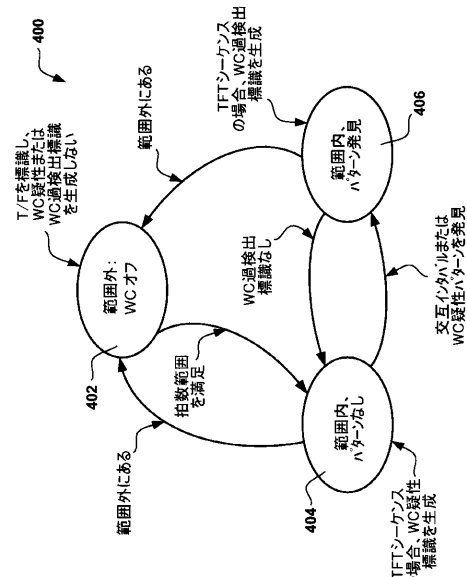 400
T/Fを標識し、
WC疑性または
WC過検出標識
を生成しない
範囲外:
WCオフ
402
範囲外にある
範囲外にある
拍数範囲
を満足
TFTシーケンス
の場合、WC過検出
標識を生成
範囲内、
パターン発見
406
WC過検出
標識なし
範囲内、
パターンなし
404
交互インタバルまたは
WC疑性パターンを発見
TFTシーケンス
場合、WC疑性
標識を生成